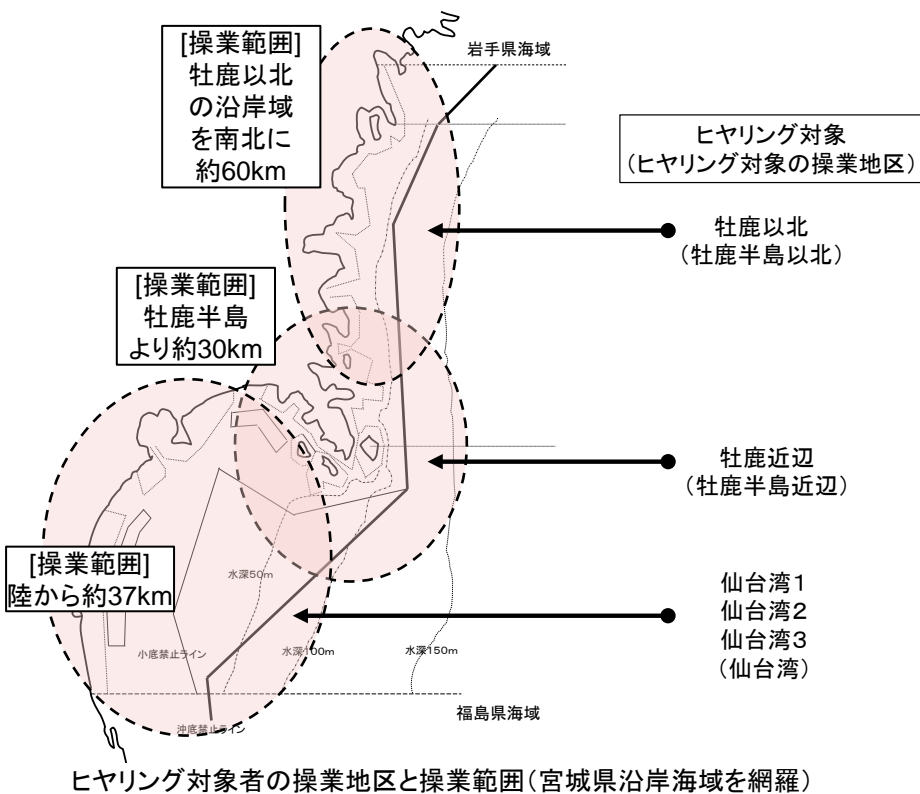 [操業範囲]
牡鹿以北
の沿岸域
を南北に
約60km
岩手県海域
ヒヤリング対象
（ヒヤリング対象の操業地区）
牡鹿以北
（牡鹿半島以北）
[操業範囲]
牡鹿半島
より約30km
牡鹿近辺
（牡鹿半島近辺）
[操業範囲]
陸から約37km
水深50m
仙台湾1
仙台湾2
仙台湾3
（仙台湾）
小底禁止ライン
水深100m
水深150m
福島県海域
沖底禁止ライン
ヒヤリング対象者の操業地区と操業範囲（宮城県沿岸海域を網羅）